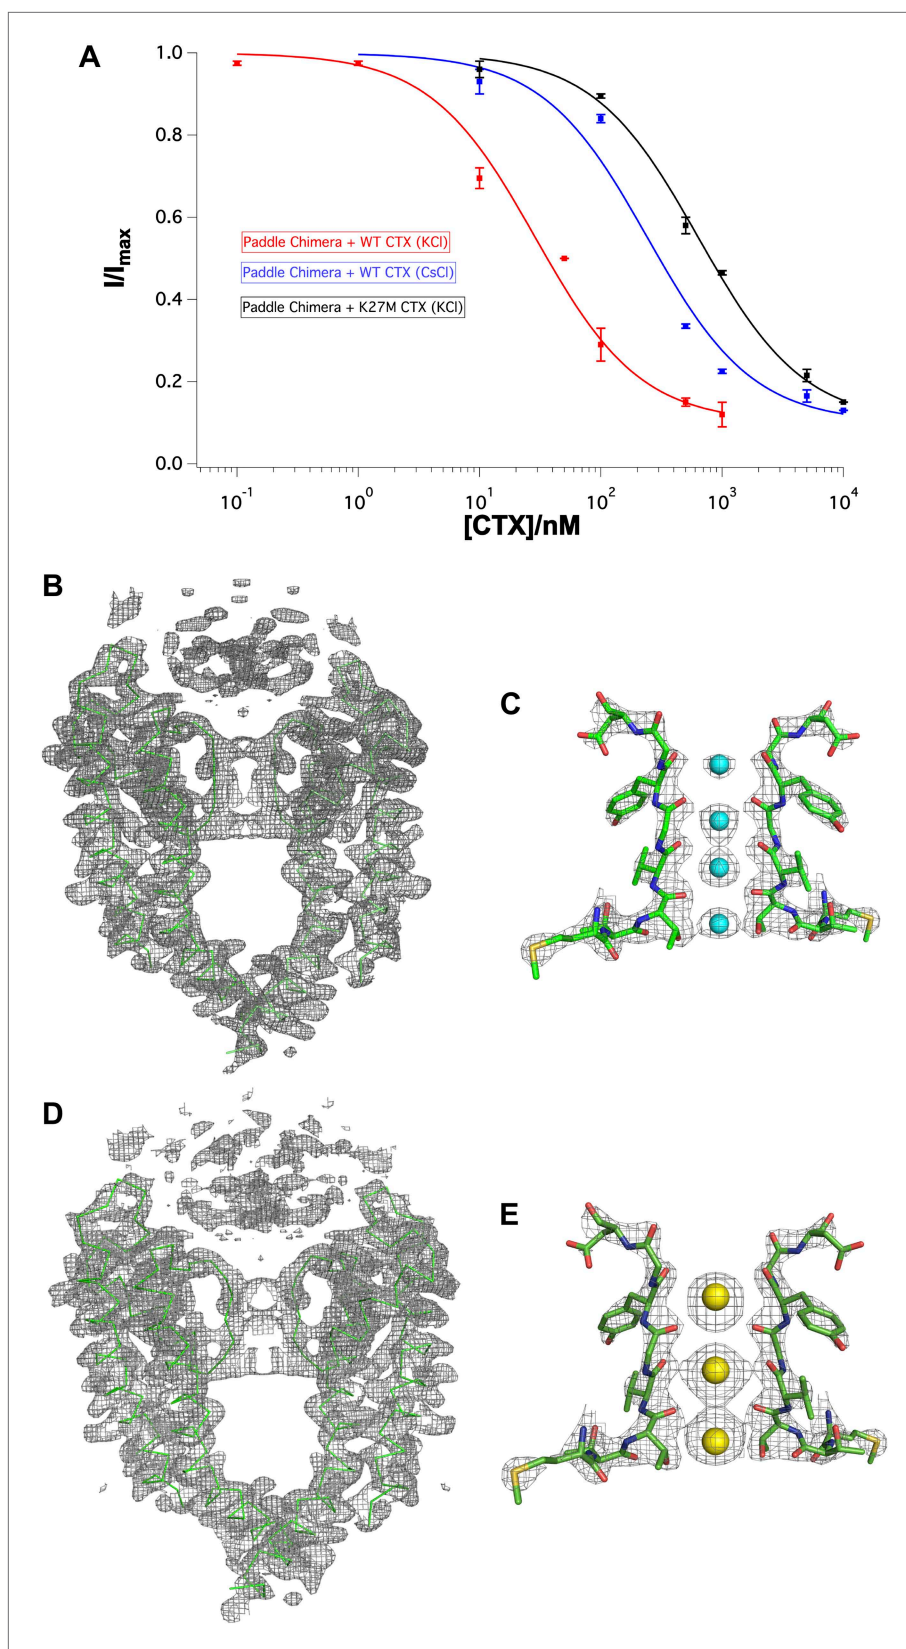 A
1.0
0.8
0.6
0.4
0.2
0.0
I/Imax
Paddle Chimera + WT CTX (KCl)
Paddle Chimera + WT CTX (CsCl)
Paddle Chimera + K27M CTX (KCl)
10⁻¹ 10⁰ 10¹ 10² 10³ 10⁴
[CTX]/nM
B
C
D
E